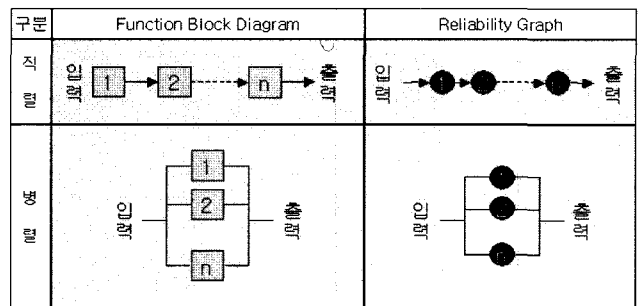 구분 Function Block Diagram Reliability Graph
직렬 입력 1 2 n 출력 입력 n 출력
병렬 입력 1 2 n 출력 입력 n 출력